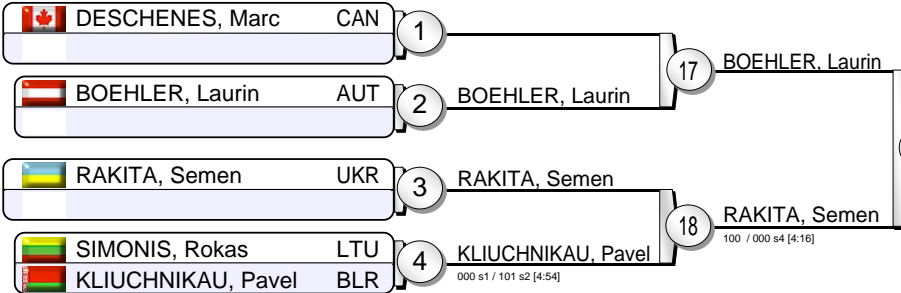 DESCHENES, Marc CAN
1
BOEHLER, Laurin AUT
2
BOEHLER, Laurin
17
BOEHLER, Laurin
RAKITA, Semen UKR
3
RAKITA, Semen
SIMONIS, Rokas LTU
KLIUCHNIKAU, Pavel BLR
4
KLIUCHNIKAU, Pavel
000 s1 / 101 s2 [4:54]
18
RAKITA, Semen
100 / 000 s4 [4:16]